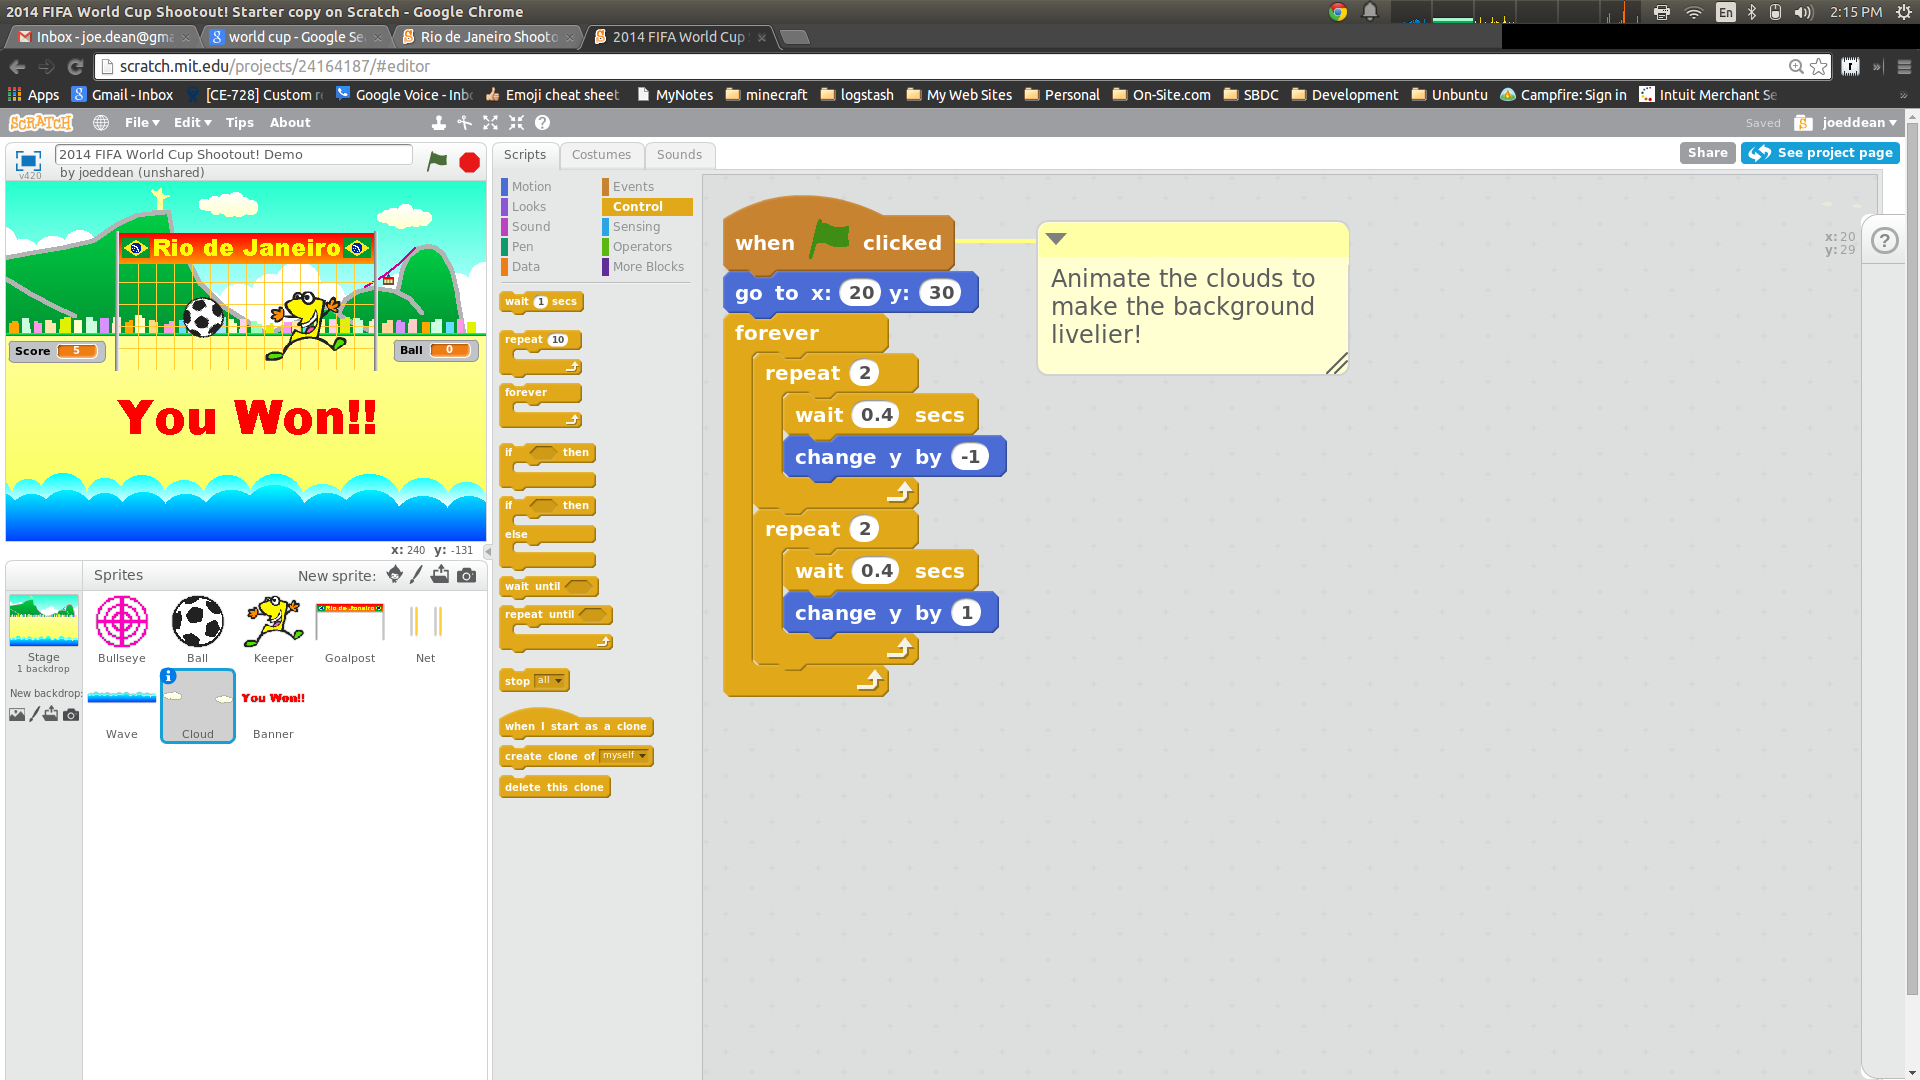 2014 FIFA World Cup Shootout! Starter copy on Scratch - Google Chrome
En
2:15 PM
Inbox - joe.dean@gma
world cup - Google Se
Rio de Janeiro Shooto
2014 FIFA World Cup
scratch.mit.edu/projects/24164187/#editor
Apps
Gmail - Inbox
[CE-728] Custom r
Google Voice - Inb
Emoji cheat sheet
MyNotes
minecraft
logstash
My Web Sites
Personal
On-Site.com
SBDC
Development
Unbuntu
Campfire: Sign in
Intuit Merchant Se
SCRATCH
File
Edit
Tips
About
Saved
joeddean
v420
2014 FIFA World Cup Shootout! Demo
by joeddean (unshared)
Scripts
Costumes
Sounds
Share
See project page
Rio de Janeiro
Score 5
Ball 0
You Won!!
x: 240 y: -131
Sprites
New sprite:
Stage
1 backdrop
New backdrop:
Rio de Janeiro
Bullseye
Ball
Keeper
Goalpost
Net
You Won!!
Wave
Cloud
Banner
Motion
Looks
Sound
Pen
Data
Events
Control
Sensing
Operators
More Blocks
wait 1 secs
repeat 10
forever
if then
if then
else
wait until
repeat until
stop all
when I start as a clone
create clone of myself
delete this clone
when clicked
go to x: 20 y: 30
forever
repeat 2
wait 0.4 secs
change y by -1
repeat 2
wait 0.4 secs
change y by 1
Animate the clouds to
make the background
livelier!
x: 20
y: 29